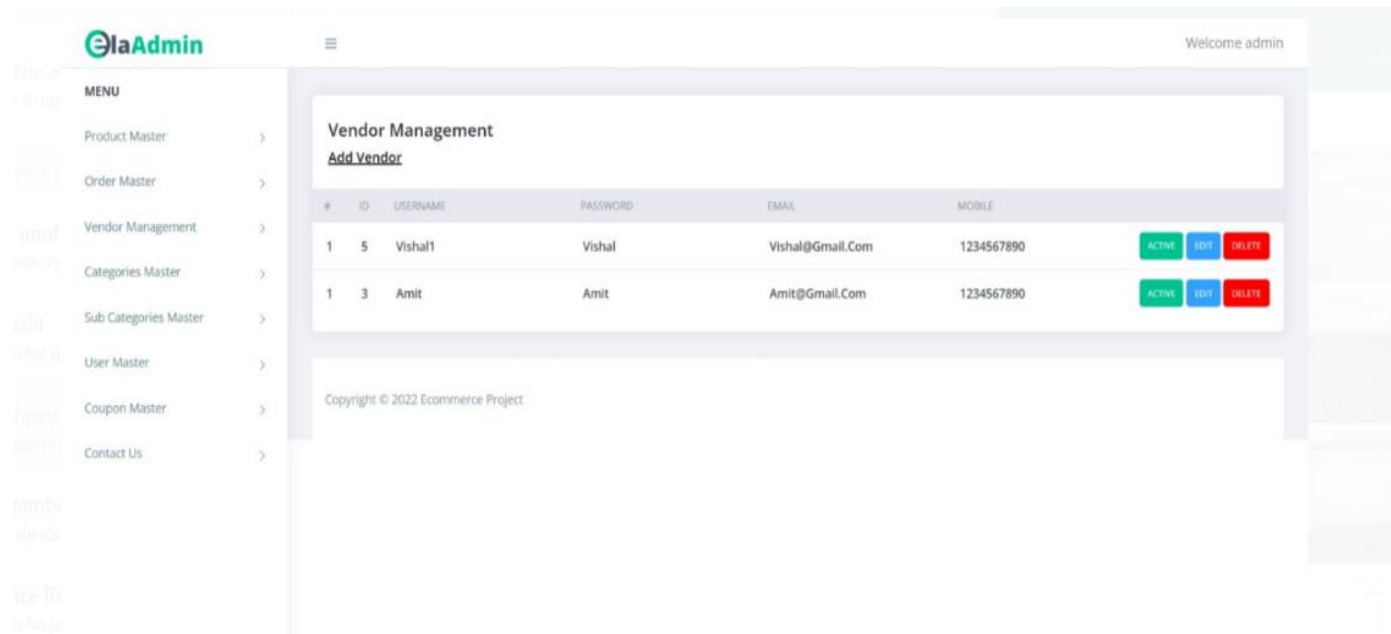 elaAdmin
Welcome admin
MENU
Product Master
Order Master
Vendor Management
Categories Master
Sub Categories Master
User Master
Coupon Master
Contact Us
Vendor Management
Add Vendor
# ID USERNAME PASSWORD EMAIL MOBILE
1 5 Vishal1 Vishal Vishal@Gmail.Com 1234567890 ACTIVE EDIT DELETE
1 3 Amit Amit Amit@Gmail.Com 1234567890 ACTIVE EDIT DELETE
Copyright © 2022 Ecommerce Project